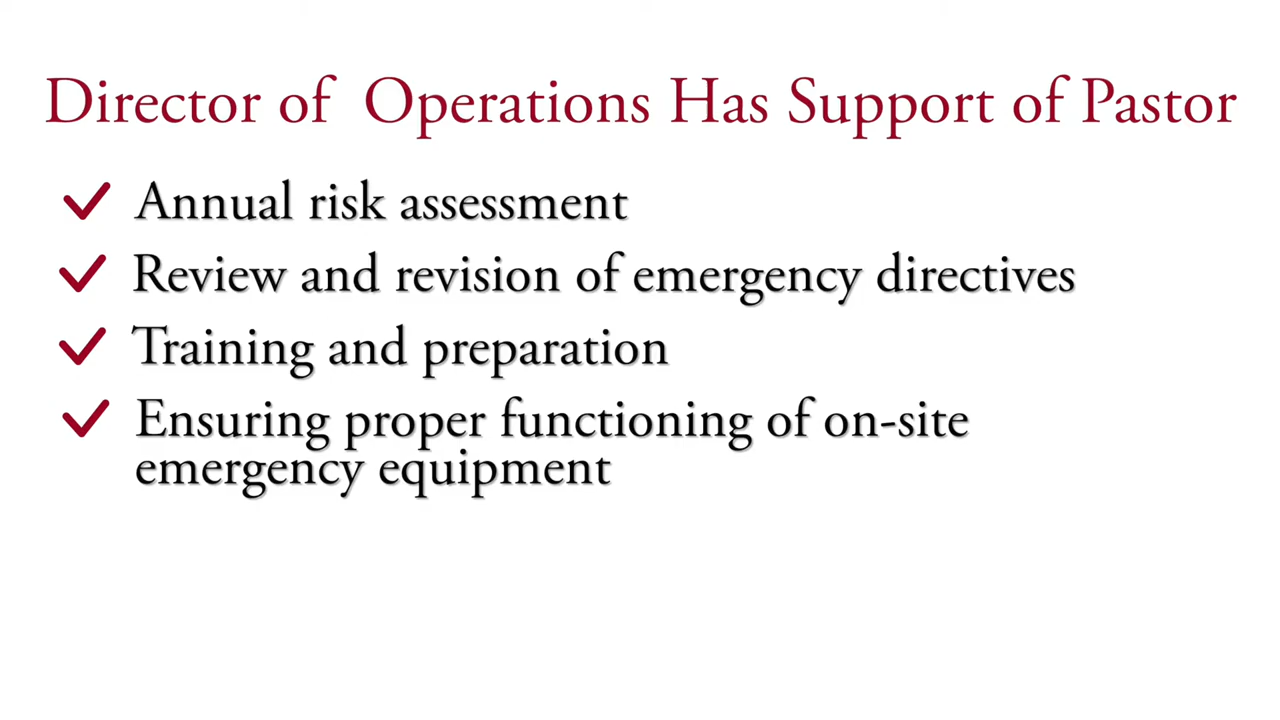 Director of  Operations Has Support of Pastor
Annual risk assessment
Review and revision of emergency directives
Training and preparation
Ensuring proper functioning of on-site
emergency equipment